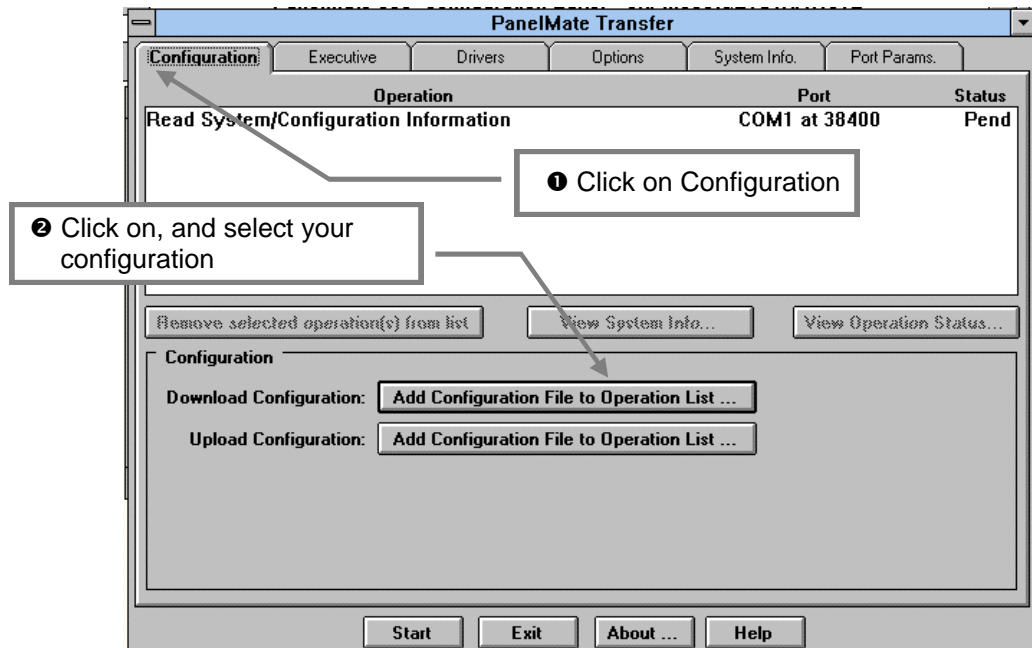 PanelMate Transfer
Configuration Executive Drivers Options System Info. Port Params.
Operation Port Status
Read System/Configuration Information COM1 at 38400 Pend
❶ Click on Configuration
❷ Click on, and select your
configuration
Remove selected operation(s) from list View System Info... View Operation Status...
Configuration
Download Configuration: Add Configuration File to Operation List ...
Upload Configuration: Add Configuration File to Operation List ...
Start Exit About ... Help